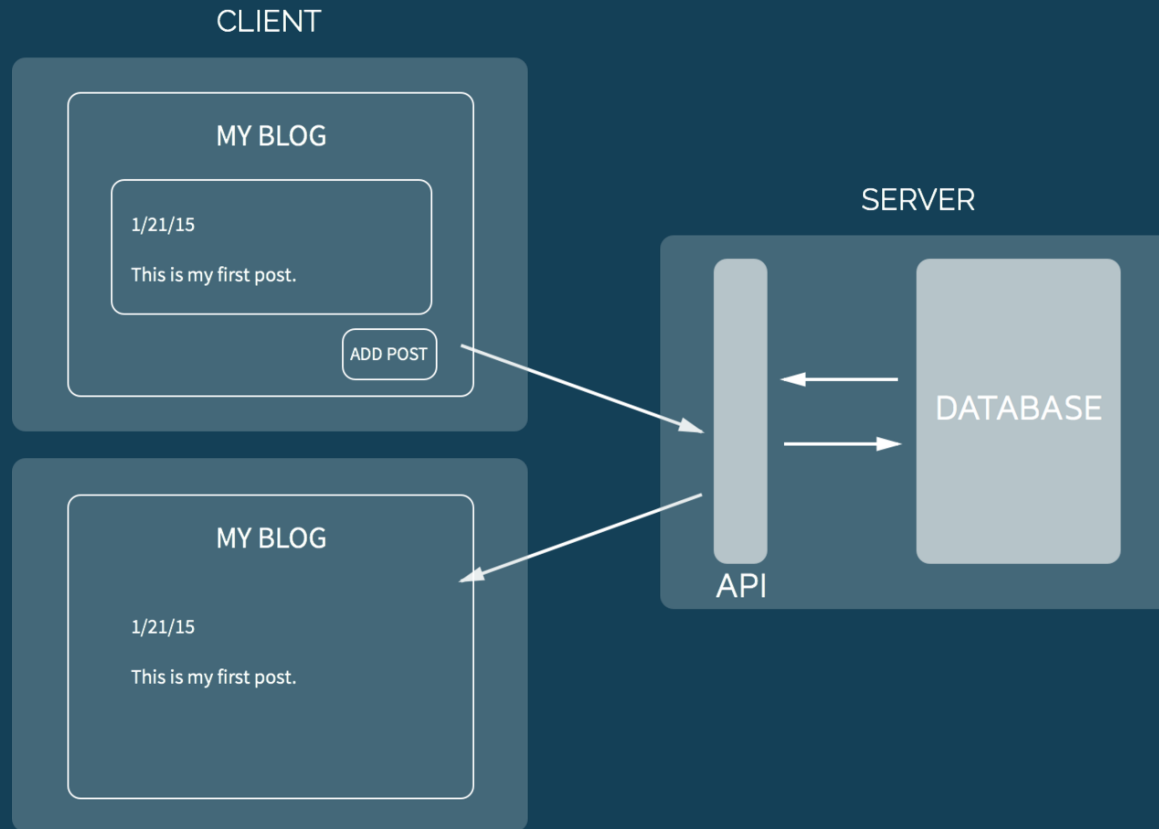 CLIENT
MY BLOG
1/21/15
This is my first post.
ADD POST
MY BLOG
1/21/15
This is my first post.
SERVER
DATABASE
API